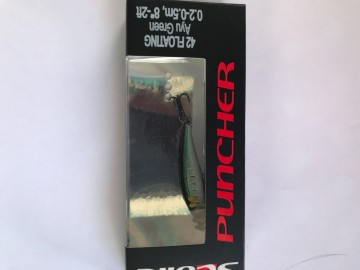 42 FLOATING
Ayu Green
0.2-0.5m, 8"-2ft
PUNCHER